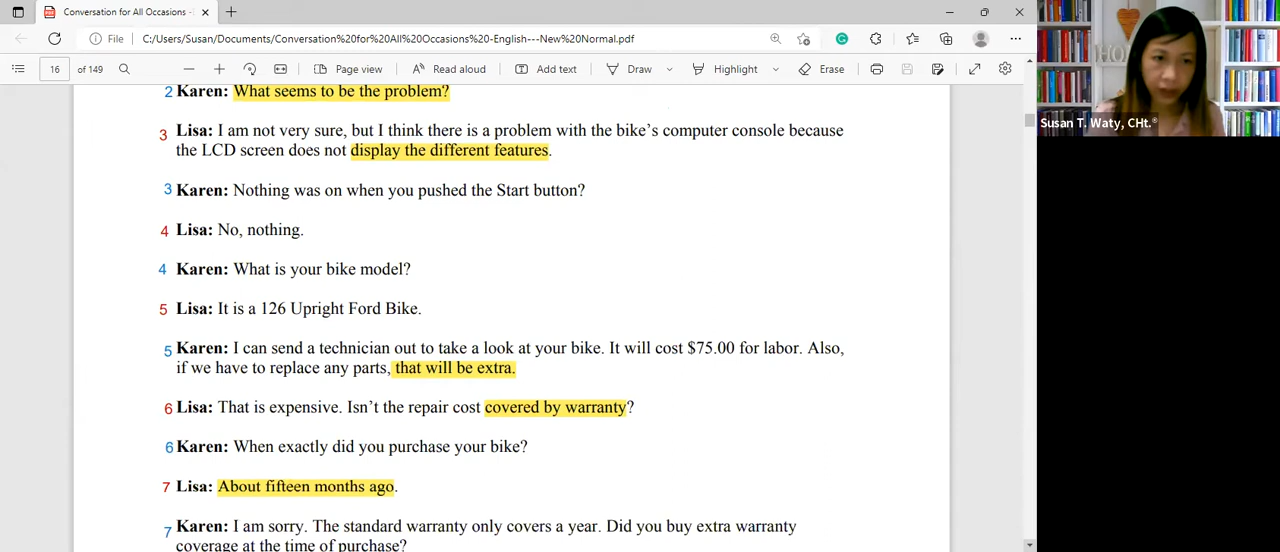 Conversation for All Occasions -
File C:/Users/Susan/Documents/Conversation%20for%20All%20Occasions%20-English---New%20Normal.pdf
16 of 149 Page view Read aloud Add text Draw Highlight Erase
2 Karen: What seems to be the problem?
3 Lisa: I am not very sure, but I think there is a problem with the bike's computer console because
the LCD screen does not display the different features.
3 Karen: Nothing was on when you pushed the Start button?
4 Lisa: No, nothing.
4 Karen: What is your bike model?
5 Lisa: It is a 126 Upright Ford Bike.
5 Karen: I can send a technician out to take a look at your bike. It will cost $75.00 for labor. Also,
if we have to replace any parts, that will be extra.
6 Lisa: That is expensive. Isn't the repair cost covered by warranty?
6 Karen: When exactly did you purchase your bike?
7 Lisa: About fifteen months ago.
7 Karen: I am sorry. The standard warranty only covers a year. Did you buy extra warranty
coverage at the time of purchase?
Susan T. Waty, CHt.®